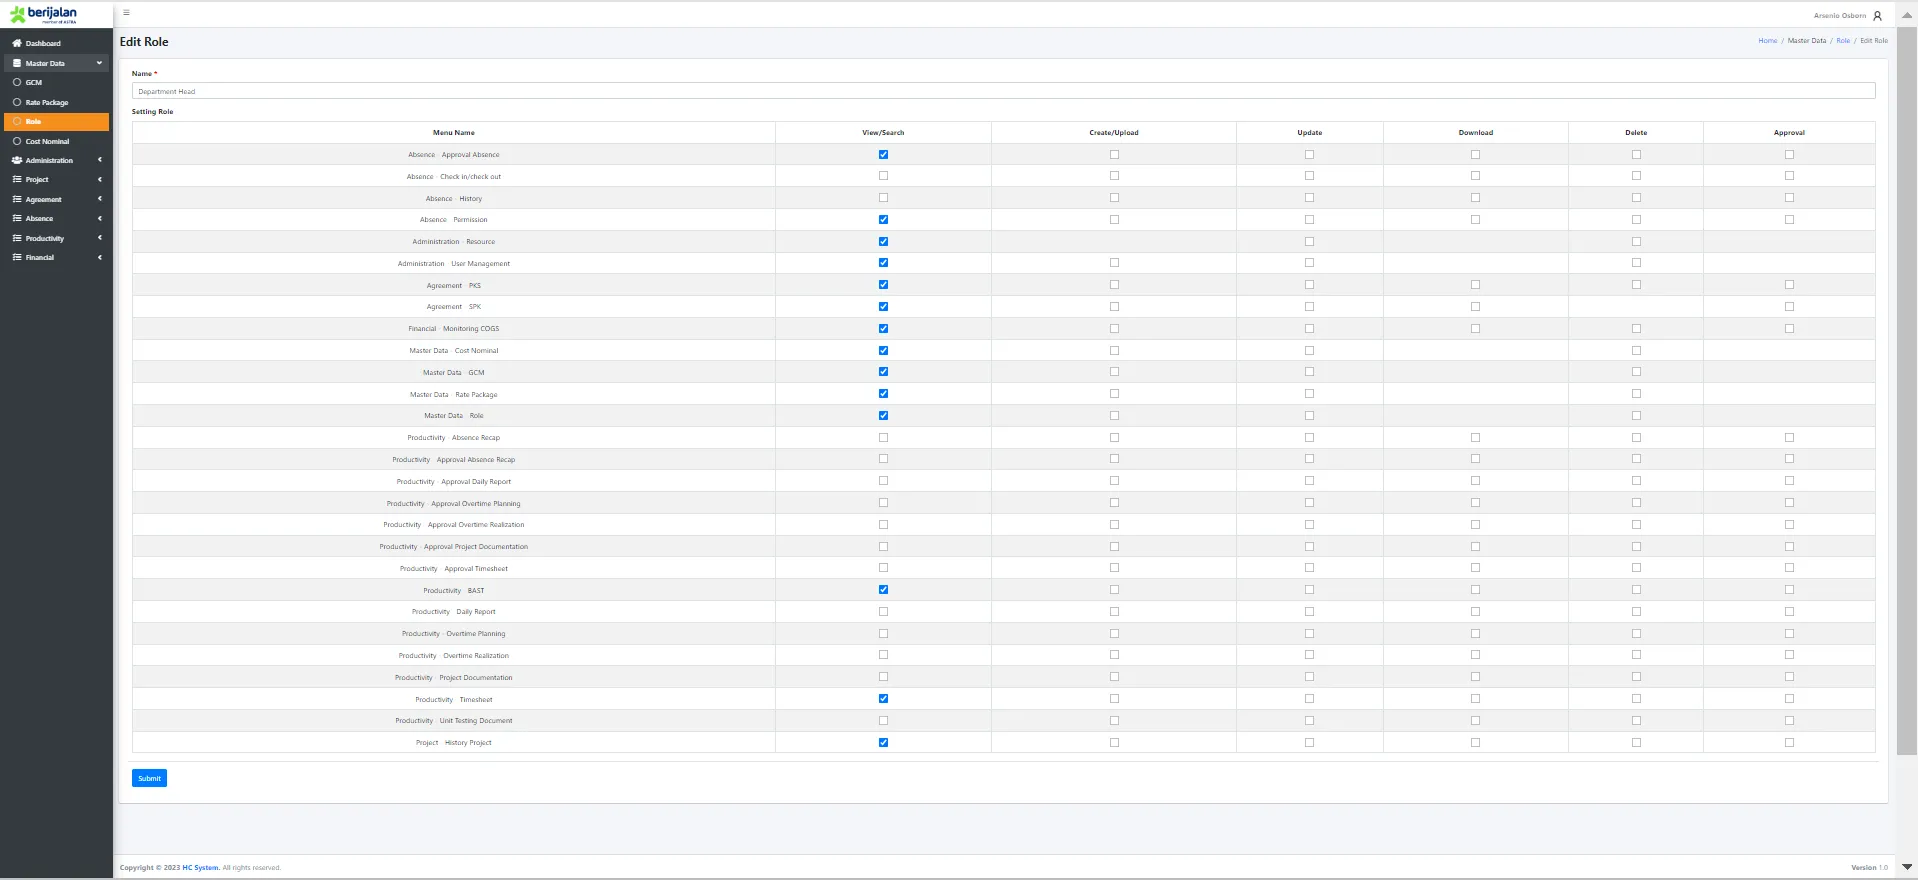 berijalan
member of ASTRA
Arsenio Osborn
Dashboard
Master Data
GCM
Rate Package
Role
Cost Nominal
Administration
Project
Agreement
Absence
Productivity
Financial
Edit Role
Home / Master Data / Role / Edit Role
Name *
Department Head
Setting Role
Menu Name View/Search Create/Upload Update Download Delete Approval
Absence - Approval Absence
Absence - Check in/check out
Absence - History
Absence - Permission
Administration - Resource
Administration - User Management
Agreement - PKS
Agreement - SPK
Financial - Monitoring COGS
Master Data - Cost Nominal
Master Data - GCM
Master Data - Rate Package
Master Data - Role
Productivity - Absence Recap
Productivity - Approval Absence Recap
Productivity - Approval Daily Report
Productivity - Approval Overtime Planning
Productivity - Approval Overtime Realization
Productivity - Approval Project Documentation
Productivity - Approval Timesheet
Productivity - BAST
Productivity - Daily Report
Productivity - Overtime Planning
Productivity - Overtime Realization
Productivity - Project Documentation
Productivity - Timesheet
Productivity - Unit Testing Document
Project - History Project
Submit
Copyright © 2023 HC System. All rights reserved.
Version 1.0